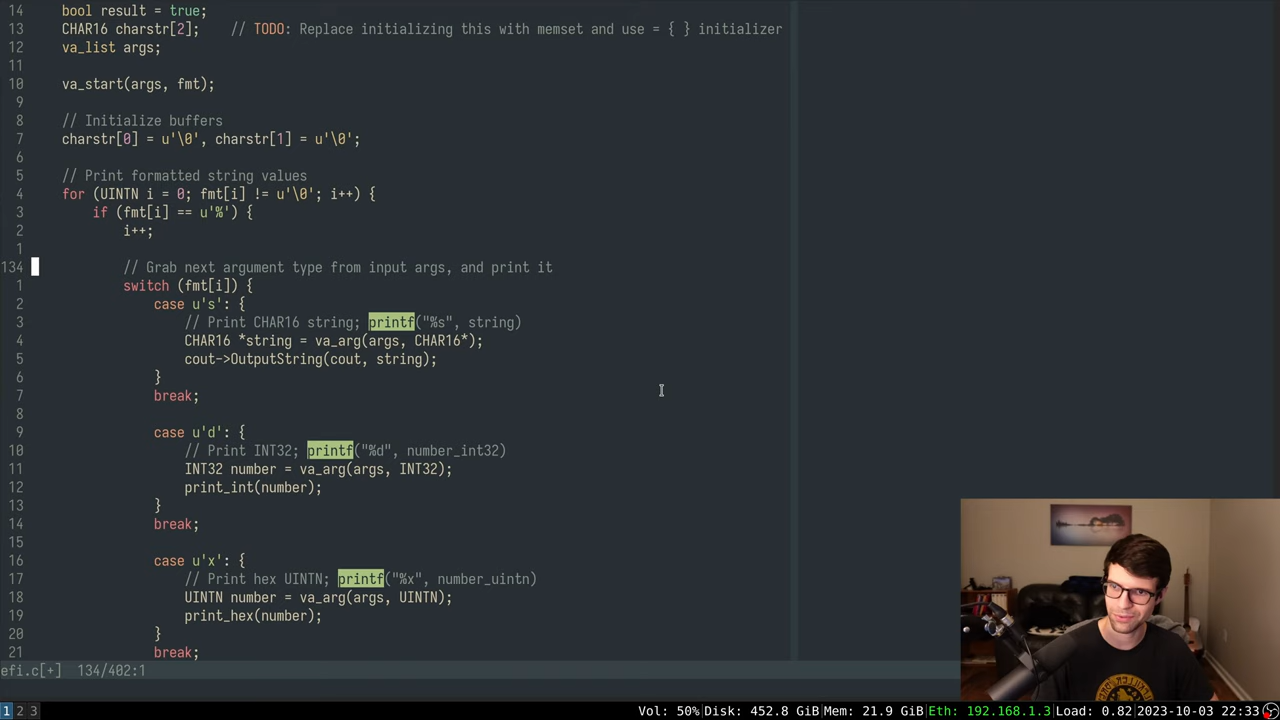 14 bool result = true;
13 CHAR16 charstr[2]; // TODO: Replace initializing this with memset and use = { } initializer
12 va_list args;
11
10 va_start(args, fmt);
9
8 // Initialize buffers
7 charstr[0] = u'\0', charstr[1] = u'\0';
6
5 // Print formatted string values
4 for (UINTN i = 0; fmt[i] != u'\0'; i++) {
3 if (fmt[i] == u'%') {
2 i++;
1
134 // Grab next argument type from input args, and print it
1 switch (fmt[i]) {
2 case u's': {
3 // Print CHAR16 string; printf("%s", string)
4 CHAR16 *string = va_arg(args, CHAR16*);
5 cout->OutputString(cout, string);
6 }
7 break;
8
9 case u'd': {
10 // Print INT32; printf("%d", number_int32)
11 INT32 number = va_arg(args, INT32);
12 print_int(number);
13 }
14 break;
15
16 case u'x': {
17 // Print hex UINTN; printf("%x", number_uintn)
18 UINTN number = va_arg(args, UINTN);
19 print_hex(number);
20 }
21 break;
efi.c[+] 134/402:1
1 2 3 Vol: 50%|Disk: 452.8 GiB|Mem: 21.9 GiB|Eth: 192.168.1.3|Load: 0.82 2023-10-03 22:33